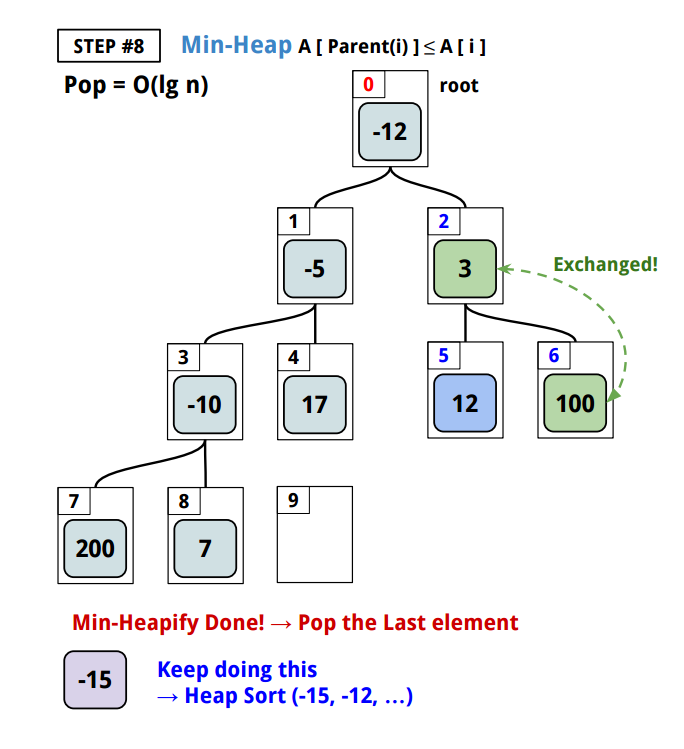 STEP #8 Min-Heap A [ Parent(i) ] ≤ A [ i ]
Pop = O(lg n)
0 root
-12
1 2
-5 3 Exchanged!
3 4 5 6
-10 17 12 100
7 8 9
200 7
Min-Heapify Done! → Pop the Last element
-15
Keep doing this
→ Heap Sort (-15, -12, …)